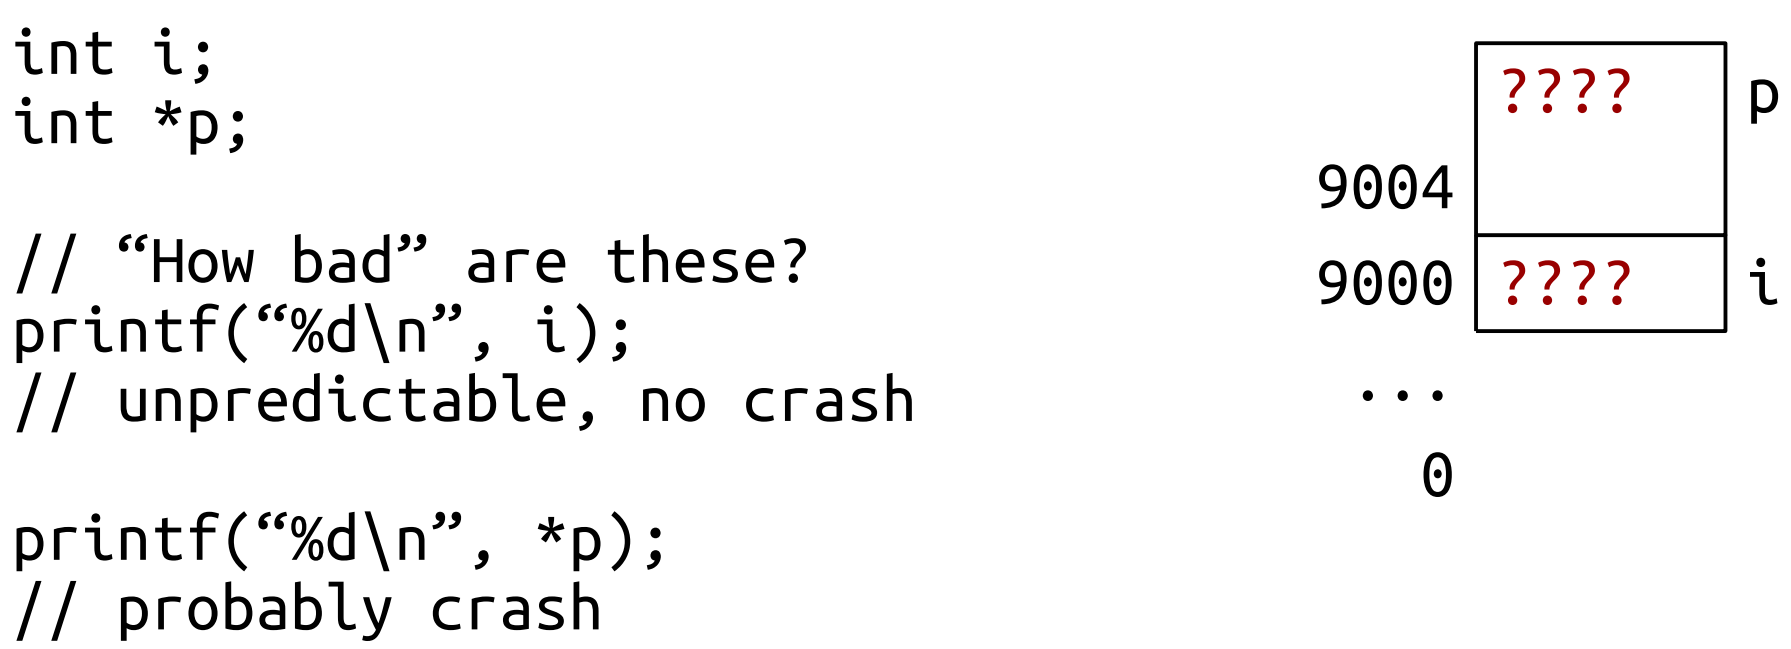 int i;
int *p;
// “How bad” are these?
printf(“%d\n”, i);
// unpredictable, no crash
printf(“%d\n”, *p);
// probably crash
???? p
9004
9000 ???? i
...
0